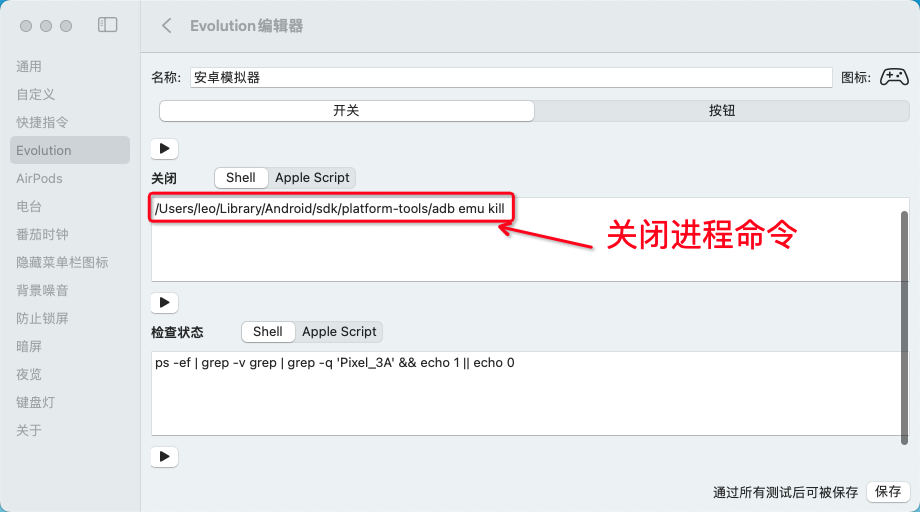 Evolution编辑器
通用
自定义
快捷指令
Evolution
AirPods
电台
番茄时钟
隐藏菜单栏图标
背景噪音
防止锁屏
暗屏
夜览
键盘灯
关于
名称: 安卓模拟器 图标:
开关 按钮
关闭 Shell Apple Script
/Users/leo/Library/Android/sdk/platform-tools/adb emu kill
关闭进程命令
检查状态 Shell Apple Script
ps -ef | grep -v grep | grep -q 'Pixel_3A' && echo 1 || echo 0
通过所有测试后可被保存 保存